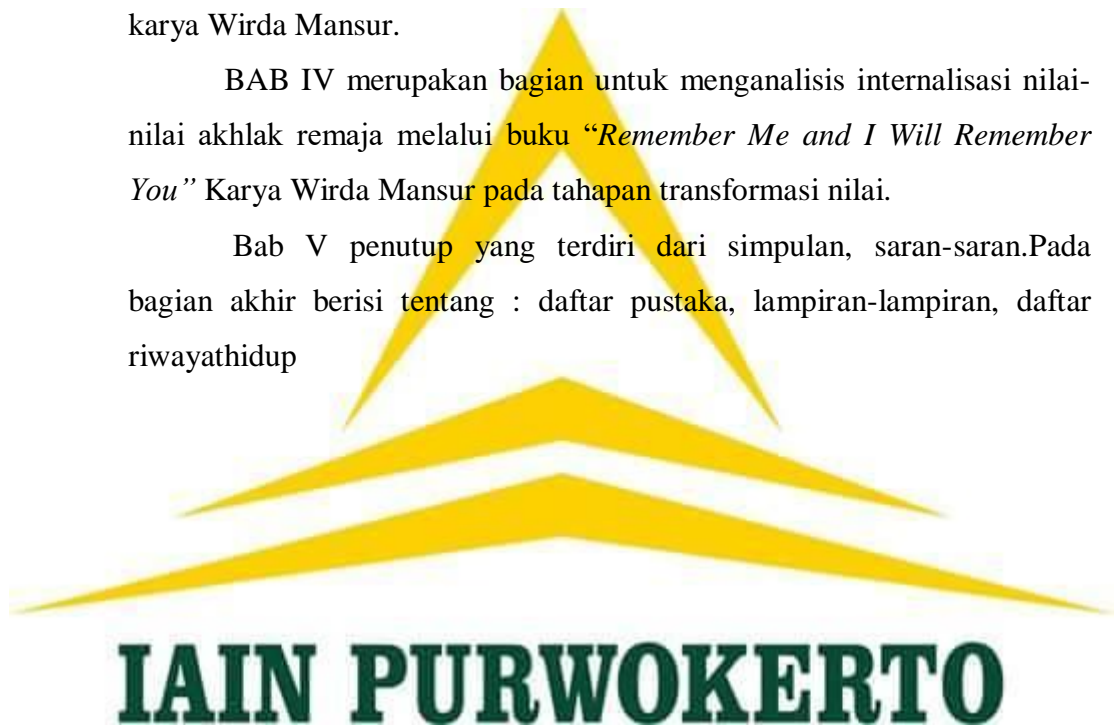 karya Wirda Mansur.
BAB IV merupakan bagian untuk menganalisis internalisasi nilai-
nilai akhlak remaja melalui buku “Remember Me and I Will Remember
You” Karya Wirda Mansur pada tahapan transformasi nilai.
Bab V penutup yang terdiri dari simpulan, saran-saran.Pada
bagian akhir berisi tentang : daftar pustaka, lampiran-lampiran, daftar
riwayathidup
IAIN PURWOKERTO